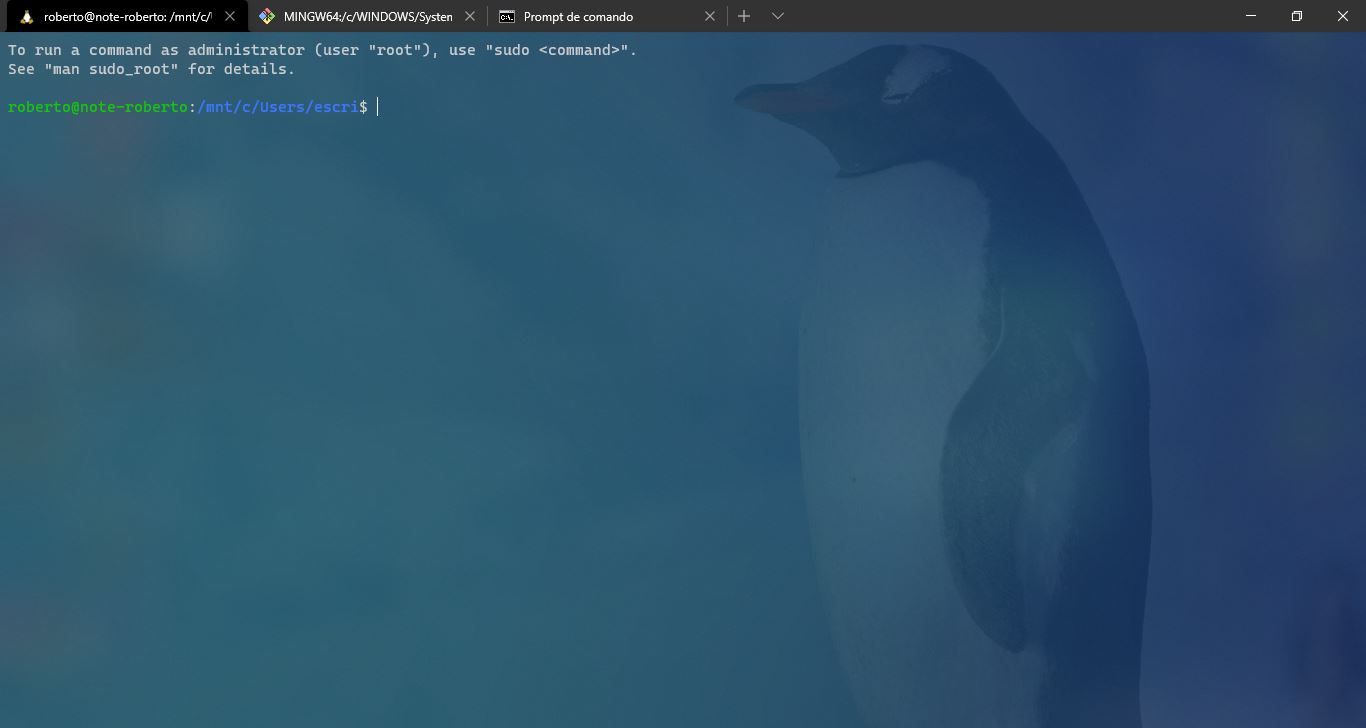 roberto@note-roberto: /mnt/c/
MINGW64:/c/WINDOWS/System
Prompt de comando
To run a command as administrator (user "root"), use "sudo <command>".
See "man sudo_root" for details.
roberto@note-roberto:/mnt/c/Users/escri$